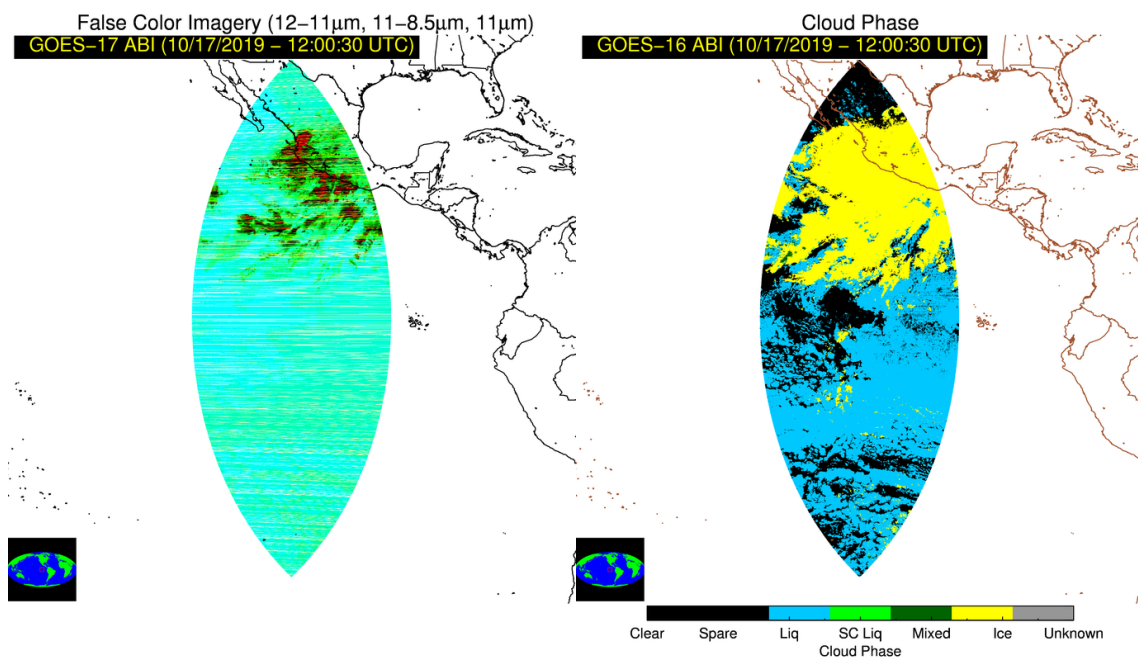 False Color Imagery (12−11μm, 11−8.5μm, 11μm)
GOES−17 ABI (10/17/2019 − 12:00:30 UTC)
Cloud Phase
GOES−16 ABI (10/17/2019 − 12:00:30 UTC)
Clear Spare Liq SC Liq Mixed Ice Unknown
Cloud Phase